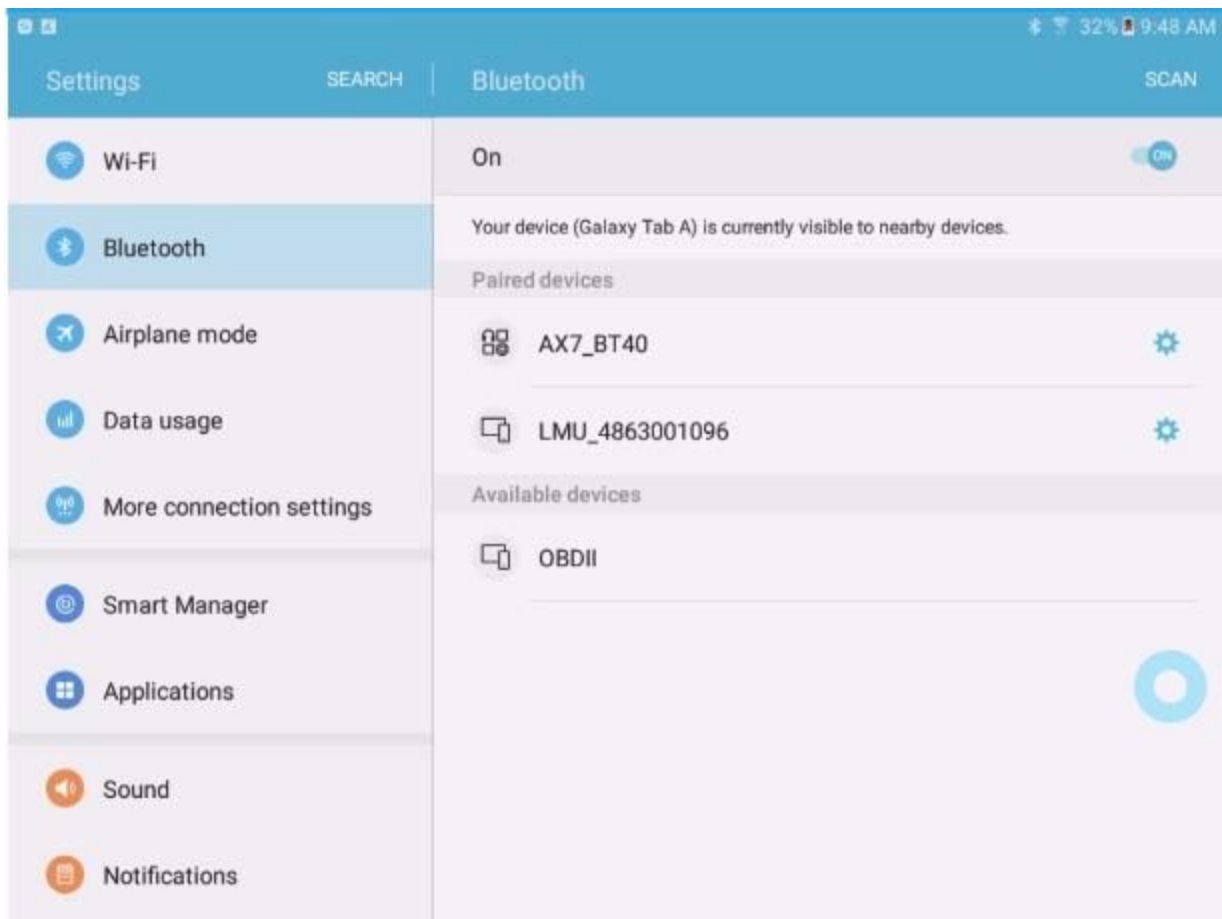 32% 9:48 AM
Settings SEARCH
Bluetooth SCAN
Wi-Fi
Bluetooth
Airplane mode
Data usage
More connection settings
Smart Manager
Applications
Sound
Notifications
On ON
Your device (Galaxy Tab A) is currently visible to nearby devices.
Paired devices
AX7_BT40
LMU_4863001096
Available devices
OBDII